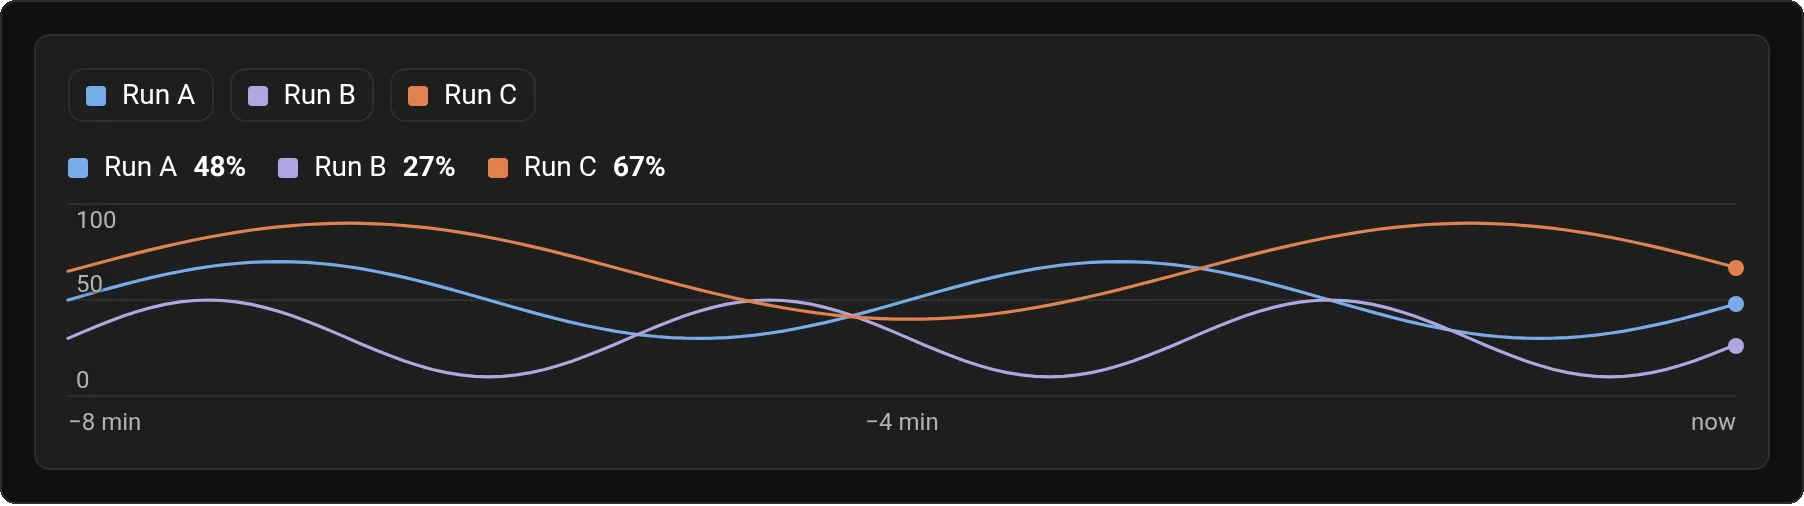 Run A Run B Run C
Run A 48% Run B 27% Run C 67%
100
50
0
−8 min −4 min now